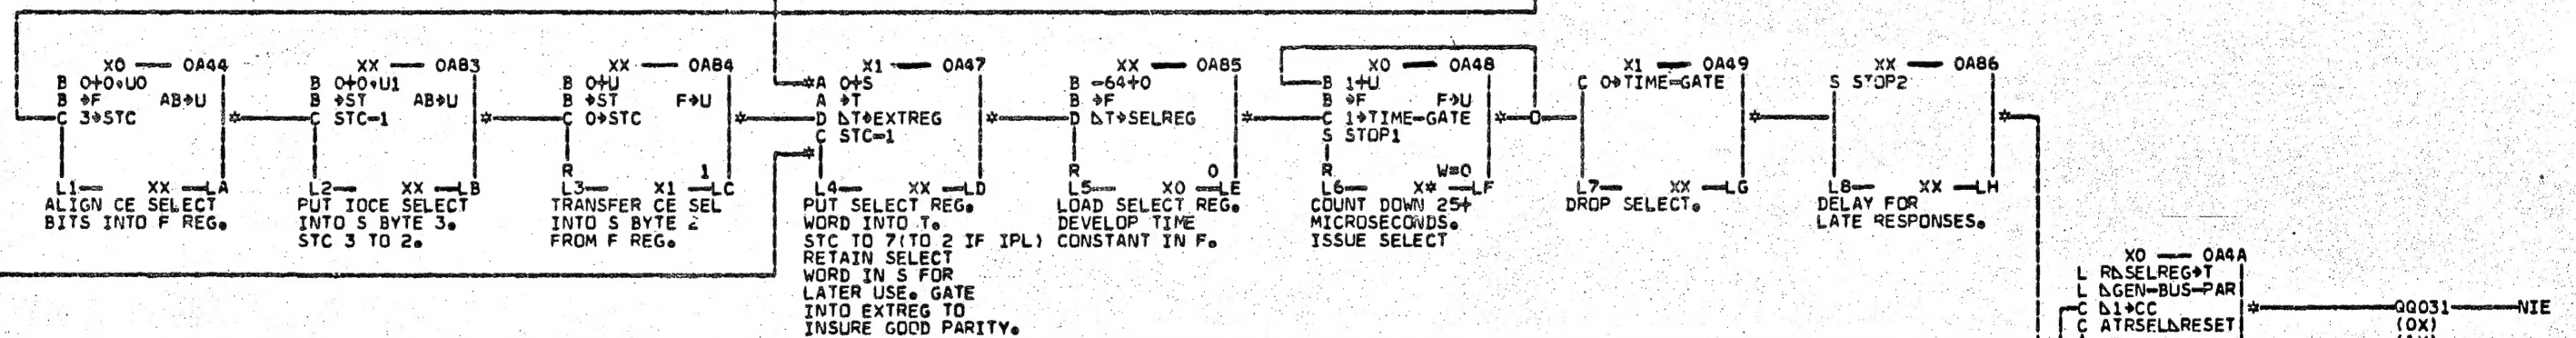 X0 — 0A44
B 0+0,U0
B →F AB→U
C 3→STC
L1— XX —LA
ALIGN CE SELECT
BITS INTO F REG.
XX — 0A83
B 0+0,U1
B →ST AB→U
C STC-1
L2— XX —LB
PUT IOCE SELECT
INTO S BYTE 3.
STC 3 TO 2.
XX — 0A84
B 0+U
B →ST F→U
C 0→STC
R 1
L3— X1 —LC
TRANSFER CE SEL
INTO S BYTE 2
FROM F REG.
X1 — 0A47
A 0+S
A →T
D ΔT→EXTREG
C STC-1
L4— XX —LD
PUT SELECT REG.
WORD INTO T.
STC TO 7(TO 2 IF IPL)
RETAIN SELECT
WORD IN S FOR
LATER USE. GATE
INTO EXTREG TO
INSURE GOOD PARITY.
XX — 0A85
B -64+0
B →F
D ΔT→SELREG
R 0
L5— X0 —LE
LOAD SELECT REG.
DEVELOP TIME
CONSTANT IN F.
X0 — 0A48
B 1+U
B →F F→U
C 1→TIME-GATE
S STOP1
R W=0
L6— X* —LF
COUNT DOWN 25+
MICROSECONDS.
ISSUE SELECT
X1 — 0A49
C 0→TIME-GATE
L7— XX —LG
DROP SELECT.
XX — 0A86
S STOP2
L8— XX —LH
DELAY FOR
LATE RESPONSES.
X0 — 0A4A
L RΔSELREG→T
L ΔGEN-BUS-PAR
C Δ1→CC
C ATRSELΔRESET
QQ031 — NIE
(0X)